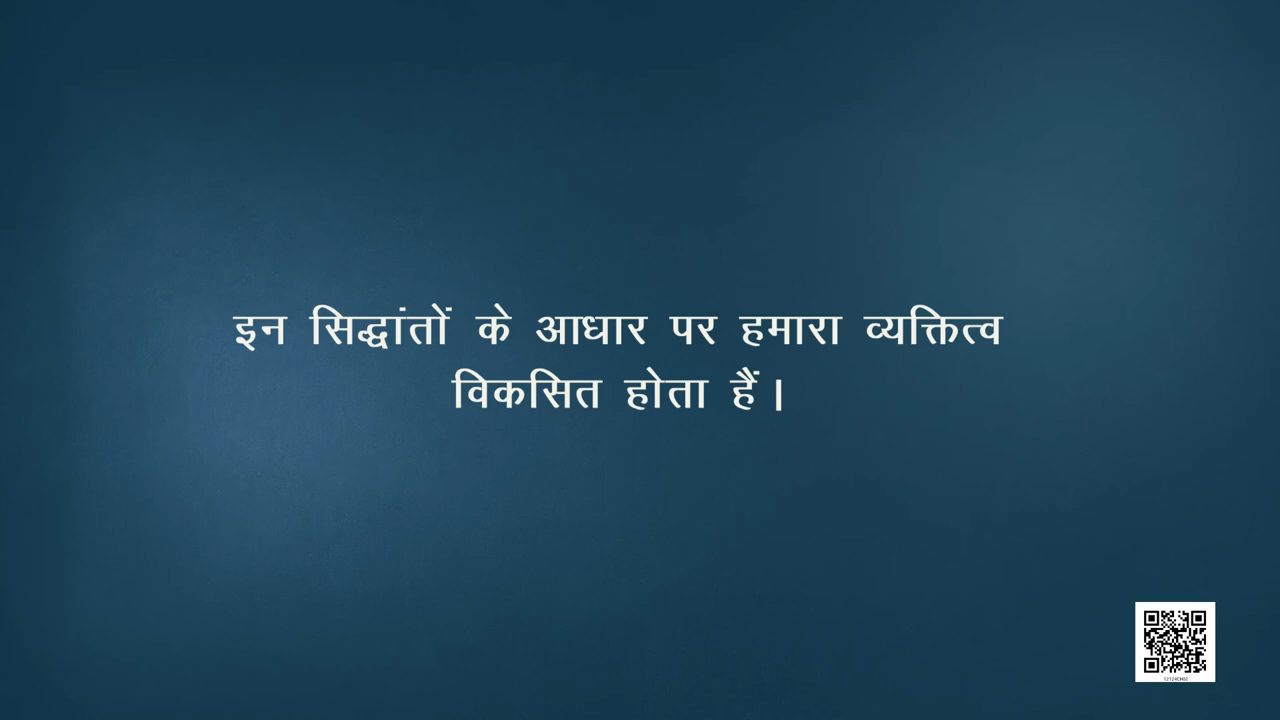 इन सिद्धांतों के आधार पर हमारा व्यक्तित्व
विकसित होता हैं।